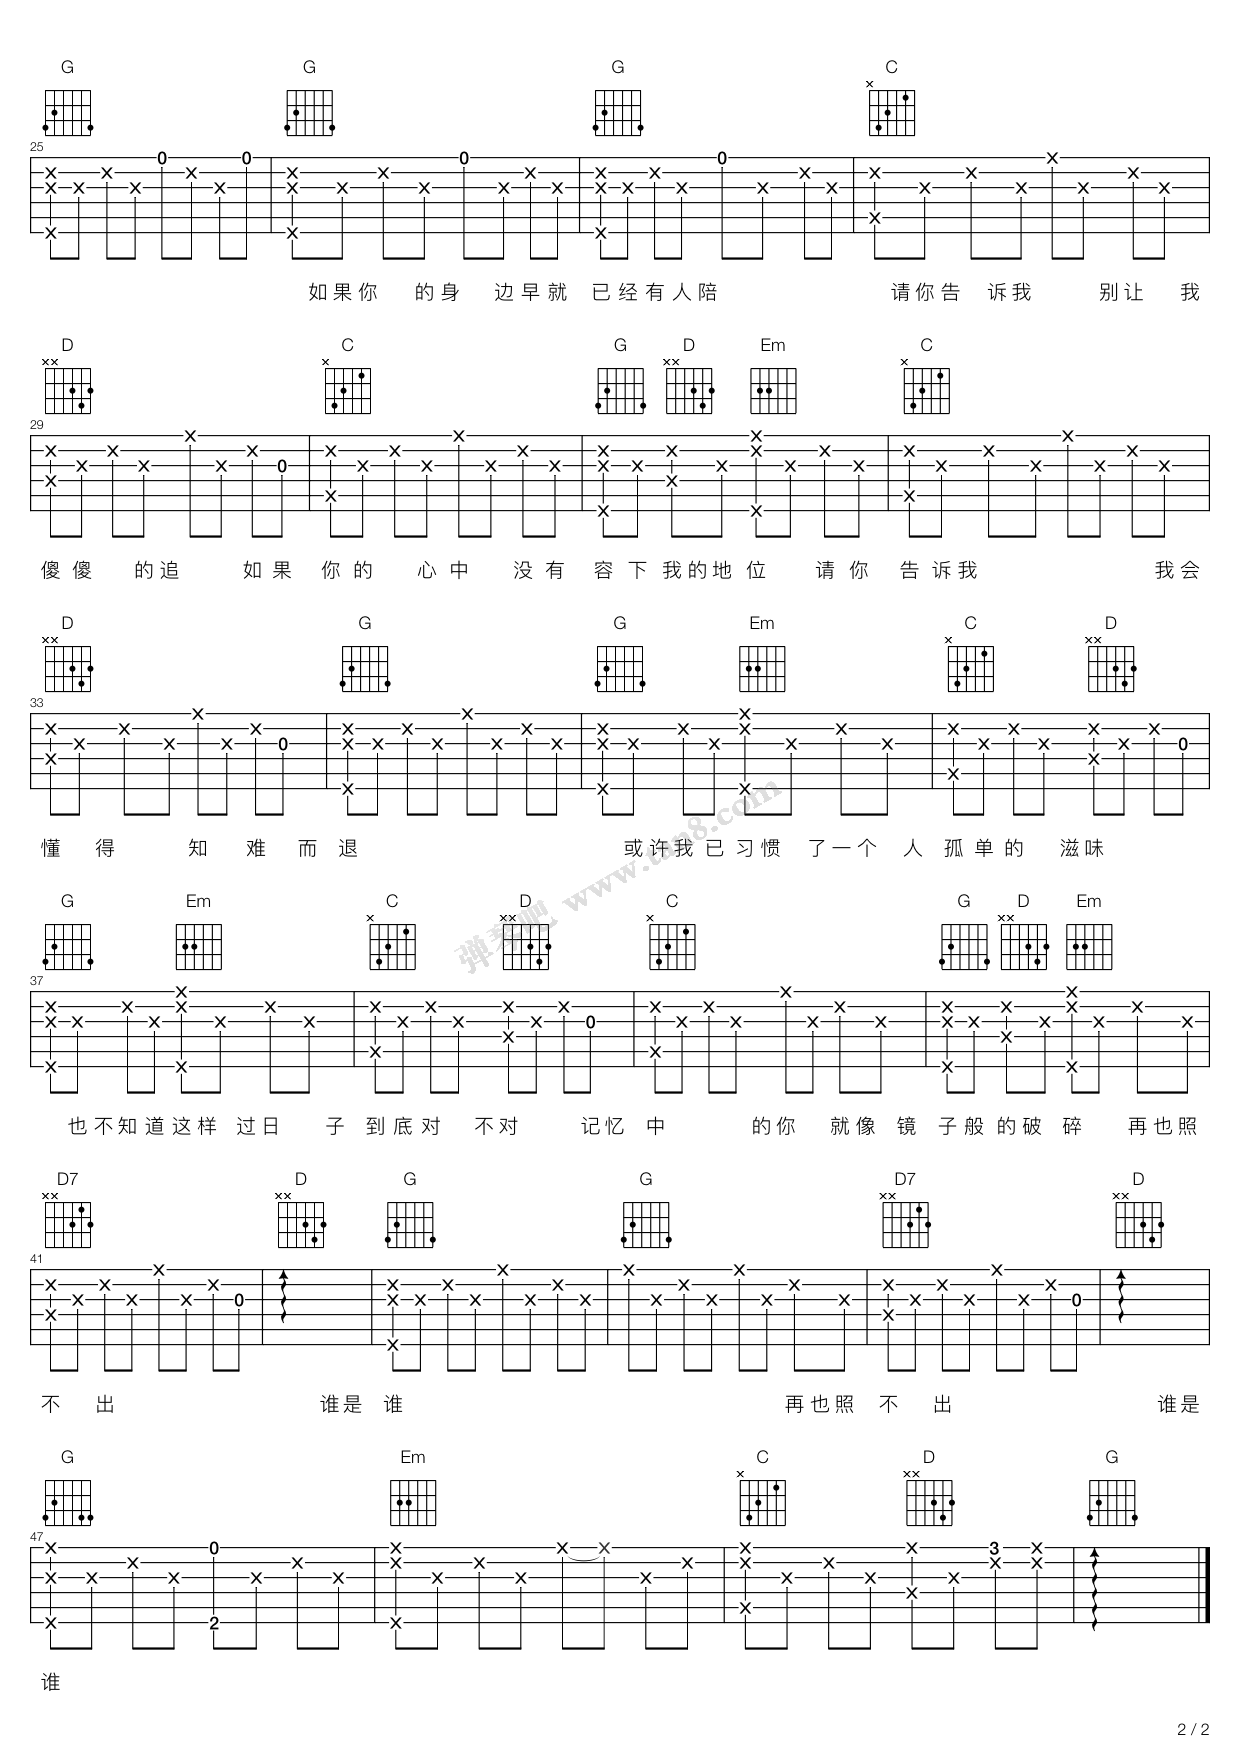 G G G C
25
如果你 的身 边早就 已经有人陪 请你告 诉我 别让 我
D C G D Em C
29
傻傻 的追 如果 你的 心中 没有 容下我的地位 请你 告诉我 我会
D G G Em C D
33
懂得 知难而退 或许我已习惯 了一个 人 孤单的 滋味
G Em C D C G D Em
37
也不知道这样 过日 子 到底对 不对 记忆中 的你 就像镜 子般的破碎 再也照
D7 D G G D7 D
41
不出 谁是 谁 再也照 不出 谁是
G Em C D G
47
谁
弹琴吧 www.tan8.com
2 / 2